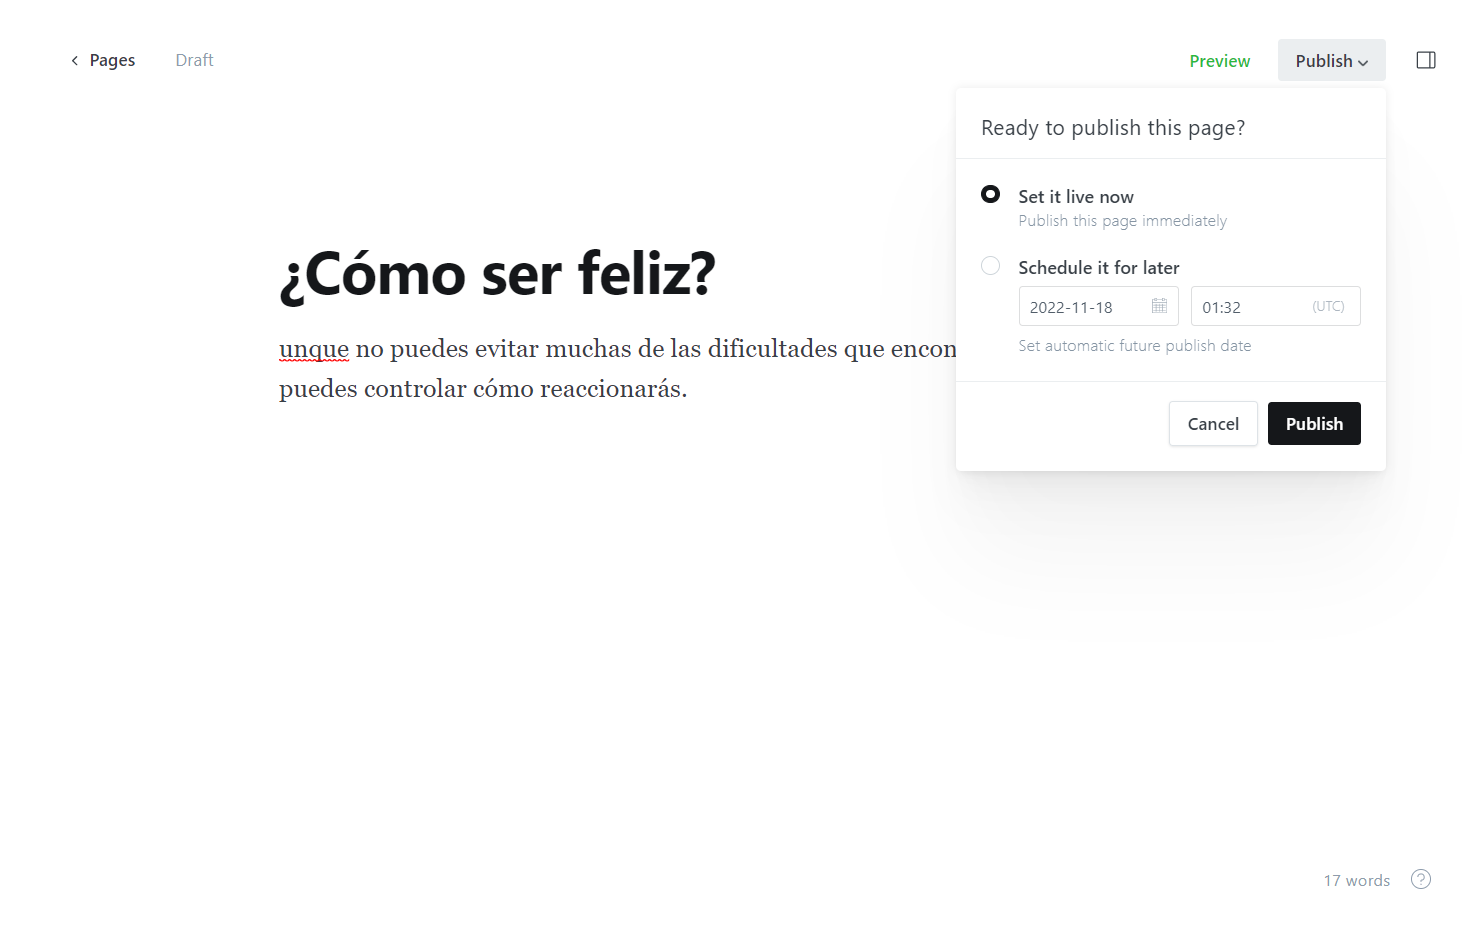 Pages
Draft
Preview
Publish
Ready to publish this page?
Set it live now
Publish this page immediately
Schedule it for later
2022-11-18
01:32 (UTC)
Set automatic future publish date
Cancel
Publish
¿Cómo ser feliz?
unque no puedes evitar muchas de las dificultades que
puedes controlar cómo reaccionarás.
17 words